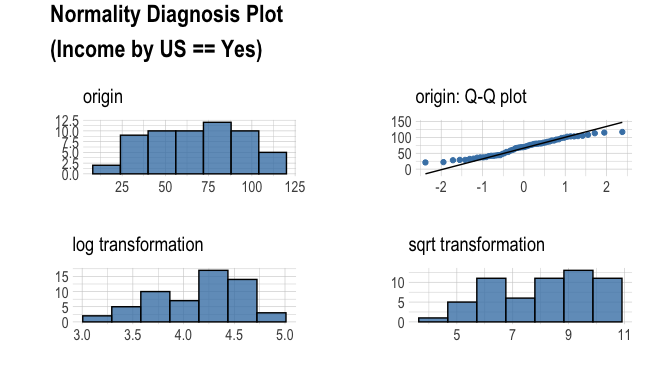 Normality Diagnosis Plot
(Income by US == Yes)
origin
12.5
10.0
7.5
5.0
2.5
0.0
25 50 75 100 125
origin: Q-Q plot
150
100
50
0
-2 -1 0 1 2
log transformation
15
10
5
0
3.0 3.5 4.0 4.5 5.0
sqrt transformation
10
5
0
5 7 9 11